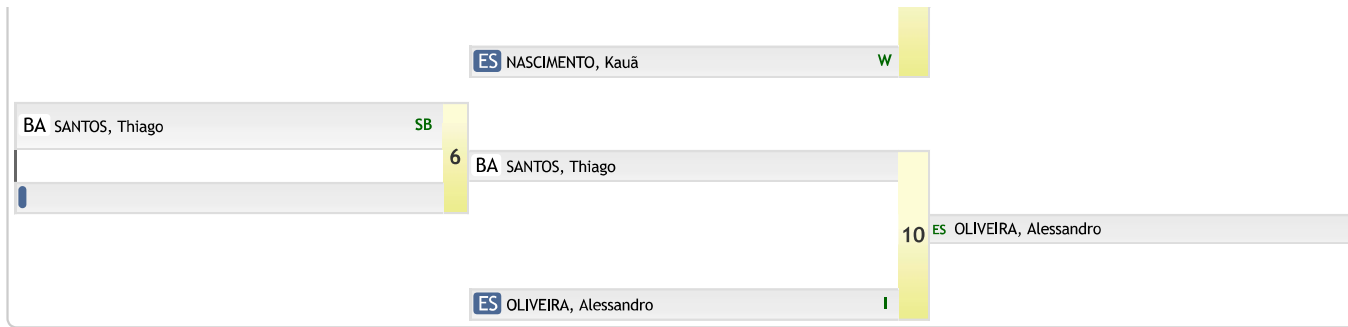 ES NASCIMENTO, Kauã W
BA SANTOS, Thiago SB
6
BA SANTOS, Thiago
10
ES OLIVEIRA, Alessandro
ES OLIVEIRA, Alessandro I